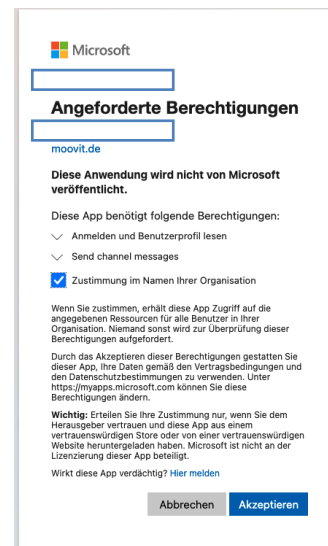 Microsoft
Angeforderte Berechtigungen
moovit.de
Diese Anwendung wird nicht von Microsoft
veröffentlicht.
Diese App benötigt folgende Berechtigungen:
Anmelden und Benutzerprofil lesen
Send channel messages
Zustimmung im Namen Ihrer Organisation
Wenn Sie zustimmen, erhält diese App Zugriff auf die
angegebenen Ressourcen für alle Benutzer in Ihrer
Organisation. Niemand sonst wird zur Überprüfung dieser
Berechtigungen aufgefordert.
Durch das Akzeptieren dieser Berechtigungen gestatten Sie
dieser App, Ihre Daten gemäß den Vertragsbedingungen und
den Datenschutzbestimmungen zu verwenden. Unter
https://myapps.microsoft.com können Sie diese
Berechtigungen ändern.
Wichtig: Erteilen Sie Ihre Zustimmung nur, wenn Sie dem
Herausgeber vertrauen und diese App aus einem
vertrauenswürdigen Store oder von einer vertrauenswürdigen
Website heruntergeladen haben. Microsoft ist nicht an der
Lizenzierung dieser App beteiligt.
Wirkt diese App verdächtig? Hier melden
Abbrechen Akzeptieren